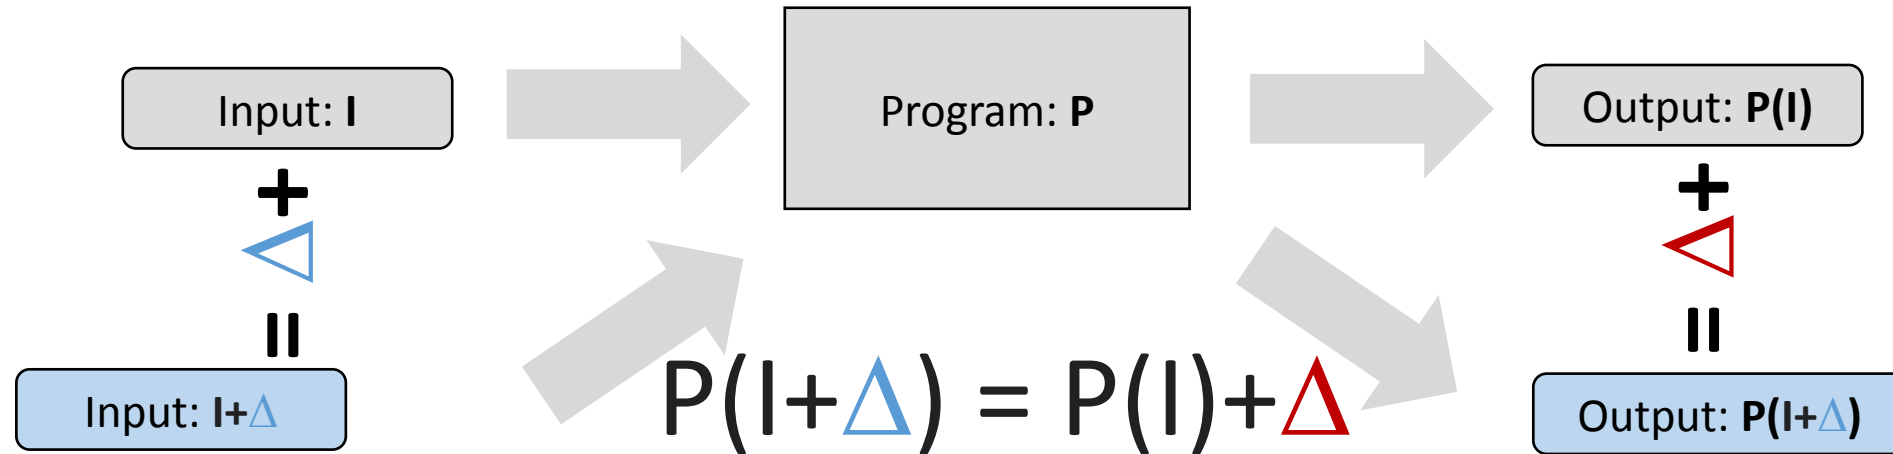 Input: I
Program: P
Output: P(I)
+
Δ
=
+
Δ
=
Input: I+Δ
P(I+Δ) = P(I)+Δ
Output: P(I+Δ)